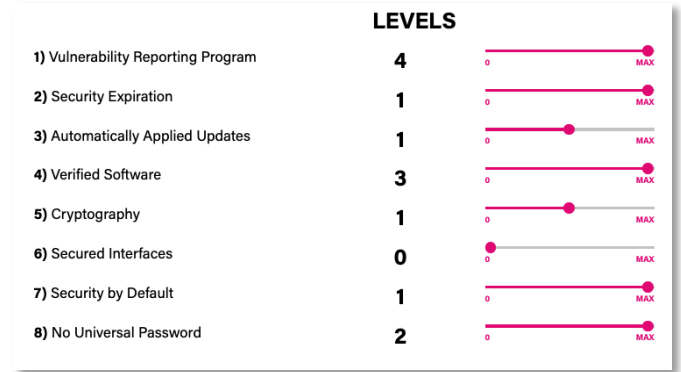 LEVELS
1) Vulnerability Reporting Program 4
0 MAX
2) Security Expiration 1
0 MAX
3) Automatically Applied Updates 1
0 MAX
4) Verified Software 3
0 MAX
5) Cryptography 1
0 MAX
6) Secured Interfaces 0
0 MAX
7) Security by Default 1
0 MAX
8) No Universal Password 2
0 MAX